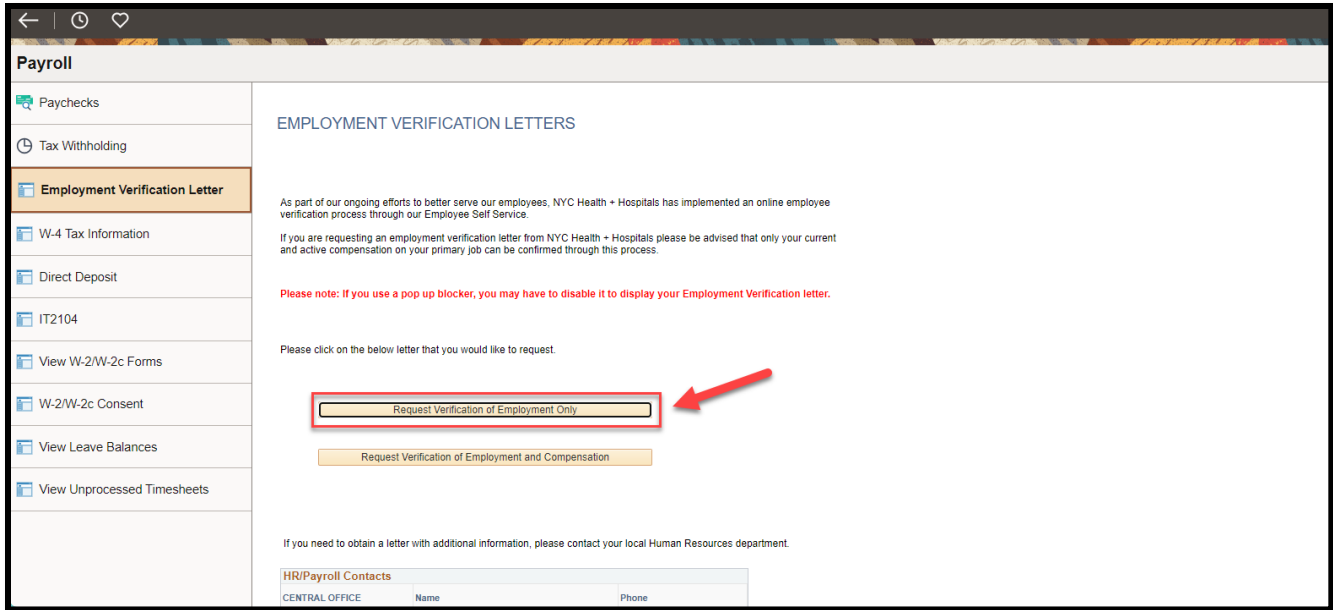 Payroll
Paychecks
Tax Withholding
Employment Verification Letter
W-4 Tax Information
Direct Deposit
IT2104
View W-2/W-2c Forms
W-2/W-2c Consent
View Leave Balances
View Unprocessed Timesheets
EMPLOYMENT VERIFICATION LETTERS
As part of our ongoing efforts to better serve our employees, NYC Health + Hospitals has implemented an online employee
verification process through our Employee Self Service.
If you are requesting an employment verification letter from NYC Health + Hospitals please be advised that only your current
and active compensation on your primary job can be confirmed through this process.
Please note: If you use a pop up blocker, you may have to disable it to display your Employment Verification letter.
Please click on the below letter that you would like to request.
Request Verification of Employment Only
Request Verification of Employment and Compensation
If you need to obtain a letter with additional information, please contact your local Human Resources department.
HR/Payroll Contacts
CENTRAL OFFICE Name Phone